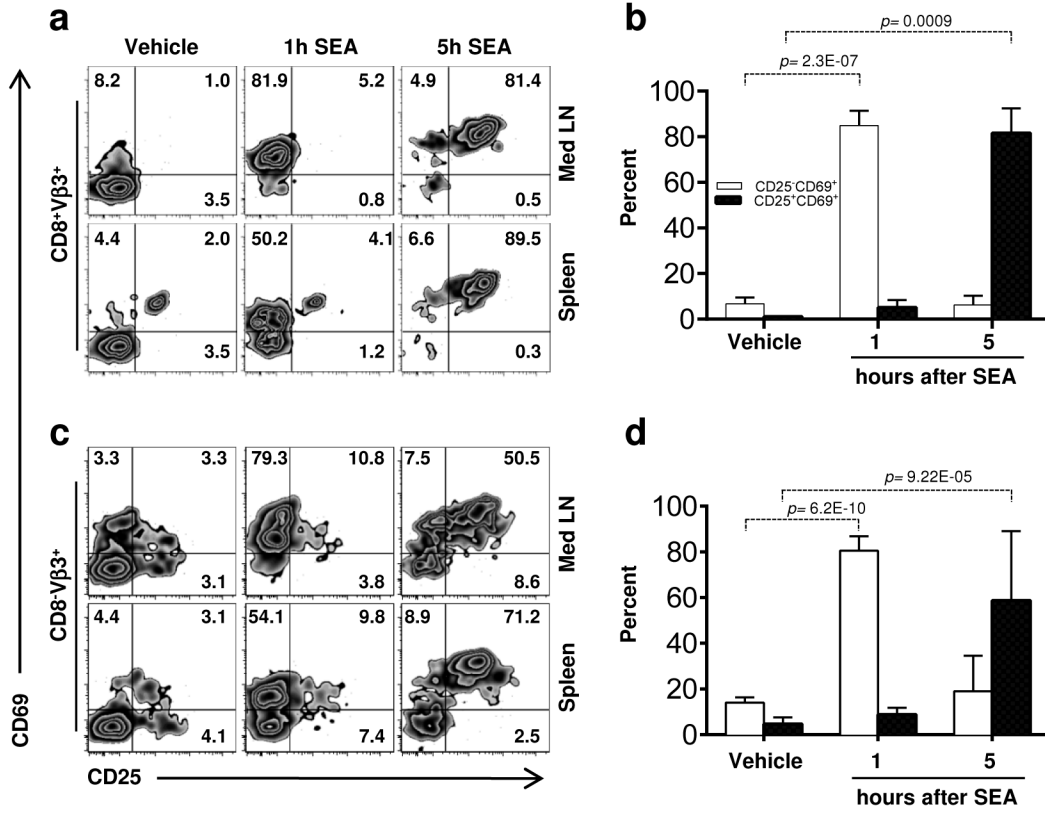 a
Vehicle 1h SEA 5h SEA
8.2 1.0 81.9 5.2 4.9 81.4
3.5 0.8 0.5
Med LN
4.4 2.0 50.2 4.1 6.6 89.5
3.5 1.2 0.3
Spleen
CD8⁺Vβ3⁺
b
p= 0.0009
p= 2.3E-07
100
80
60
40
20
0
Percent
CD25⁻CD69⁺
CD25⁺CD69⁺
Vehicle 1 5
hours after SEA
c
3.3 3.3 79.3 10.8 7.5 50.5
3.1 3.8 8.6
Med LN
4.4 3.1 54.1 9.8 8.9 71.2
4.1 7.4 2.5
Spleen
CD8⁻Vβ3⁺
CD69
CD25
d
p= 9.22E-05
p= 6.2E-10
100
80
60
40
20
0
Percent
Vehicle 1 5
hours after SEA